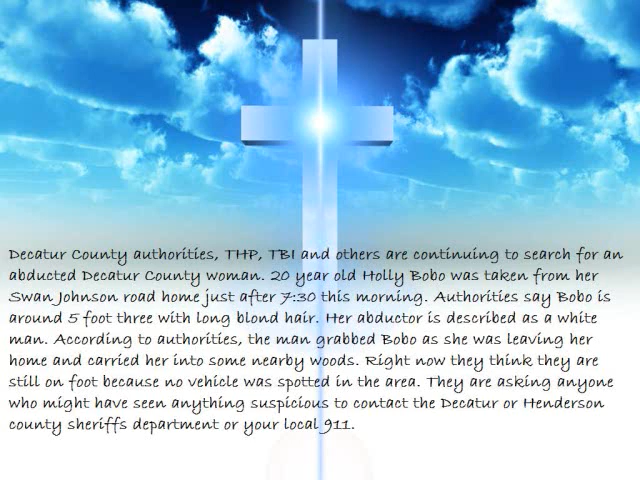 Decatur County authorities, THP, TBI and others are continuing to search for an
abducted Decatur County woman. 20 year old Holly Bobo was taken from her
Swan Johnson road home just after 7:30 this morning. Authorities say Bobo is
around 5 foot three with long blond hair. Her abductor is described as a white
man. According to authorities, the man grabbed Bobo as she was leaving her
home and carried her into some nearby woods. Right now they think they are
still on foot because no vehicle was spotted in the area. They are asking anyone
who might have seen anything suspicious to contact the Decatur or Henderson
county sheriffs department or your local 911.